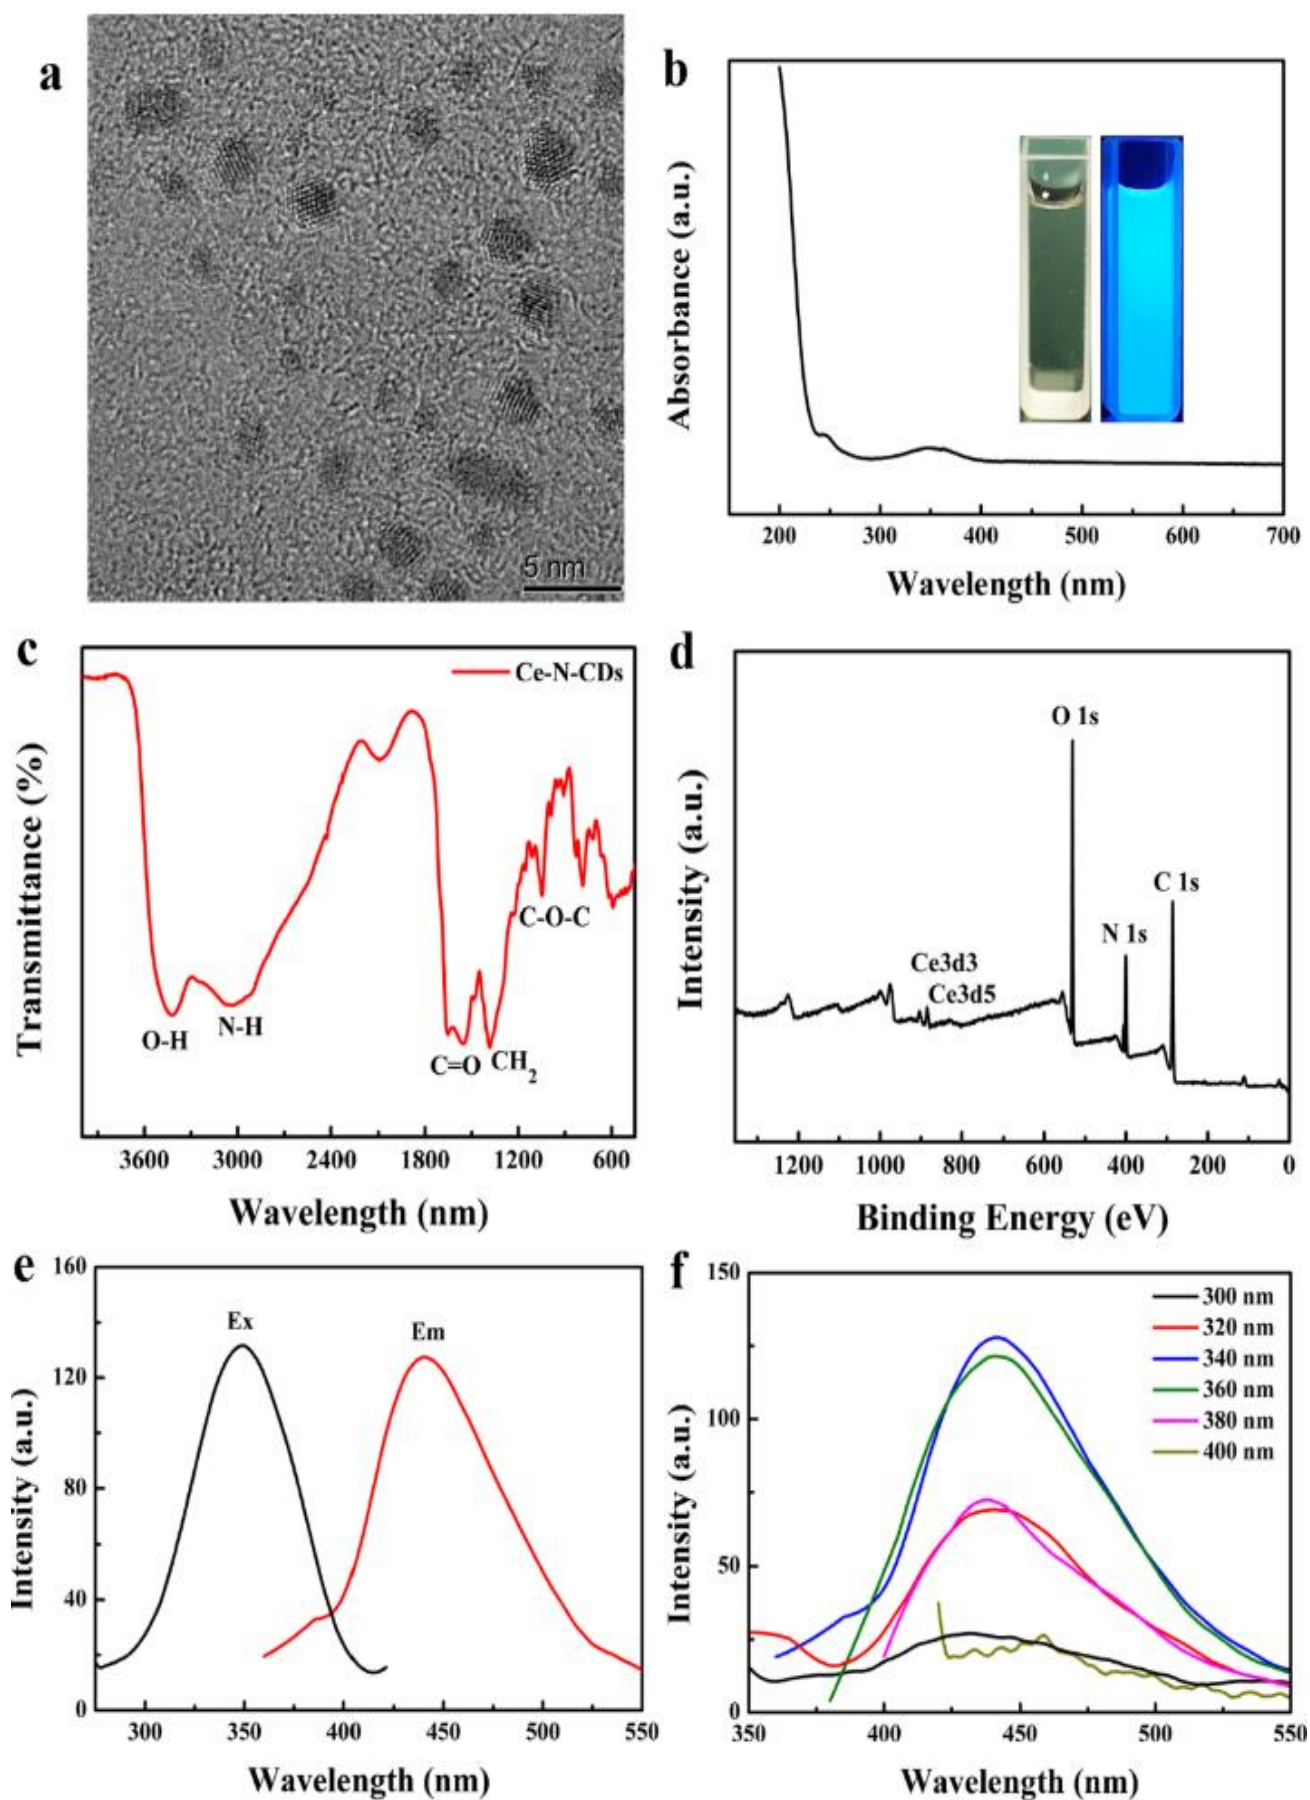 a
5 nm
b
Absorbance (a.u.)
200 300 400 500 600 700
Wavelength (nm)
c
Ce-N-CDs
Transmittance (%)
O-H
N-H
C=O
CH2
C-O-C
3600 3000 2400 1800 1200 600
Wavelength (nm)
d
Intensity (a.u.)
O 1s
C 1s
N 1s
Ce3d3
Ce3d5
1200 1000 800 600 400 200 0
Binding Energy (eV)
e
Intensity (a.u.)
160
120
80
40
0
Ex
Em
300 350 400 450 500 550
Wavelength (nm)
f
Intensity (a.u.)
150
100
50
0
300 nm
320 nm
340 nm
360 nm
380 nm
400 nm
350 400 450 500 550
Wavelength (nm)